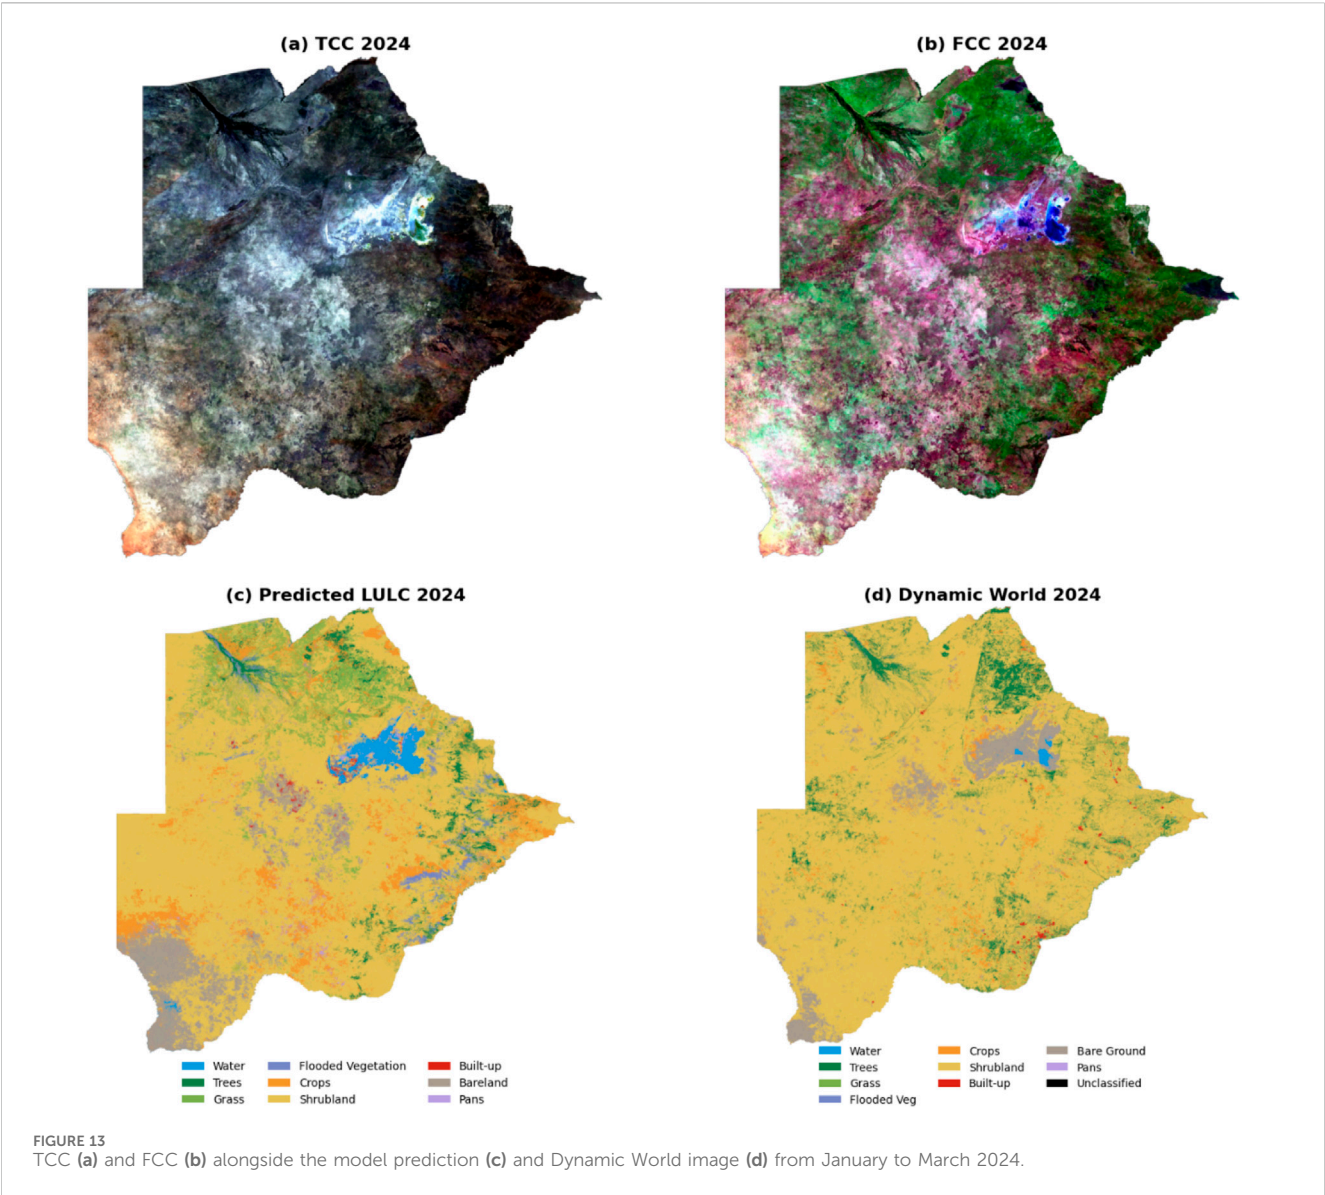 (a) TCC 2024
(b) FCC 2024
(c) Predicted LULC 2024
(d) Dynamic World 2024
Water
Trees
Grass
Flooded Vegetation
Crops
Shrubland
Built-up
Bareland
Pans
Water
Trees
Grass
Flooded Veg
Crops
Shrubland
Built-up
Bare Ground
Pans
Unclassified
FIGURE 13
TCC (a) and FCC (b) alongside the model prediction (c) and Dynamic World image (d) from January to March 2024.